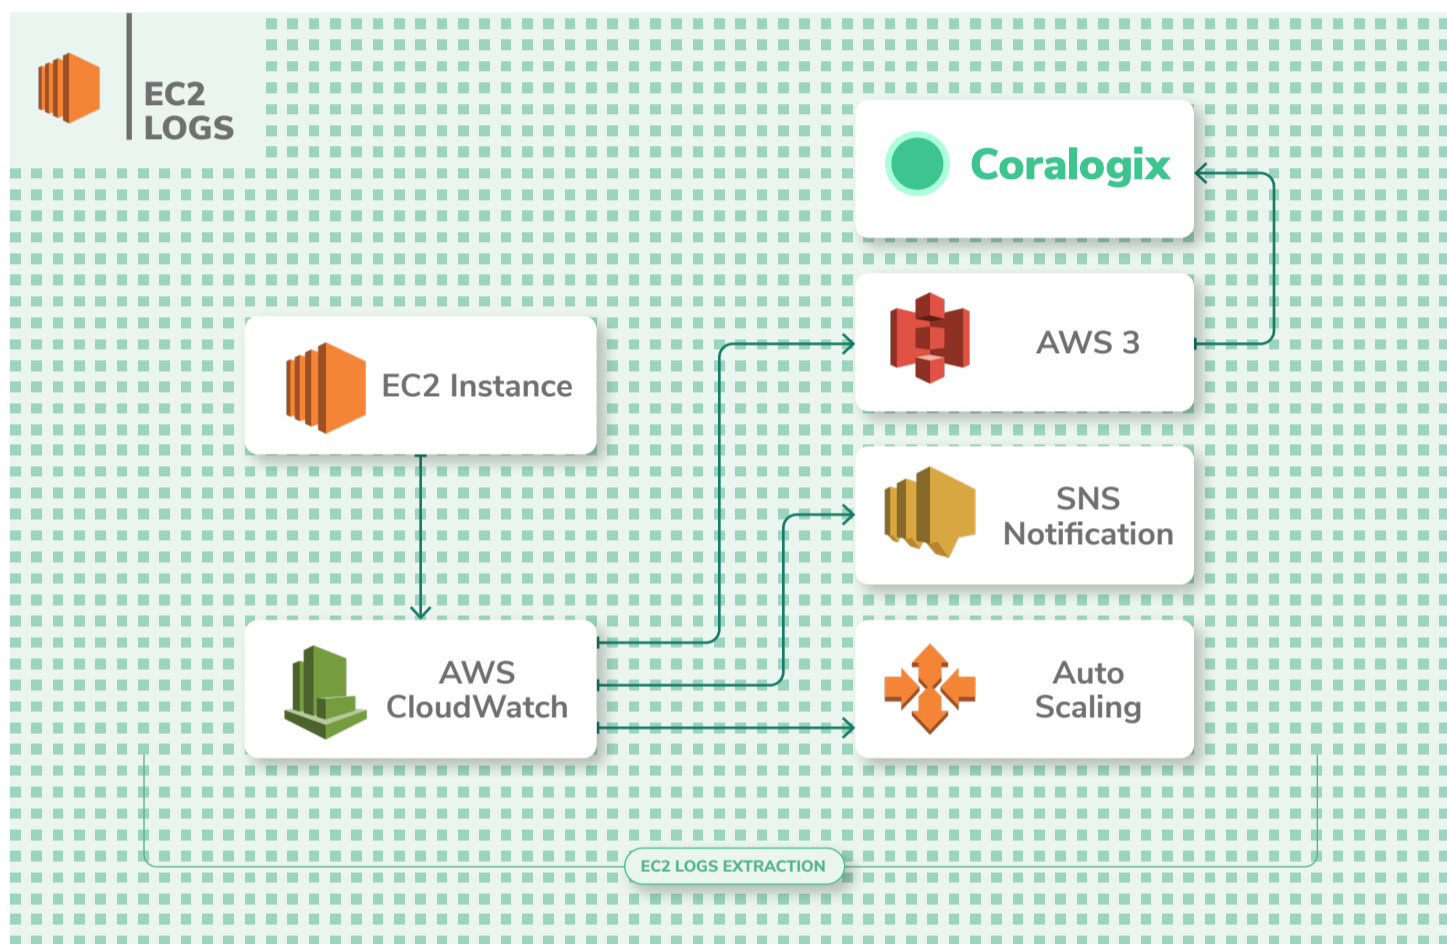 EC2
LOGS
Coralogix
AWS 3
EC2 Instance
SNS
Notification
AWS
CloudWatch
Auto
Scaling
EC2 LOGS EXTRACTION